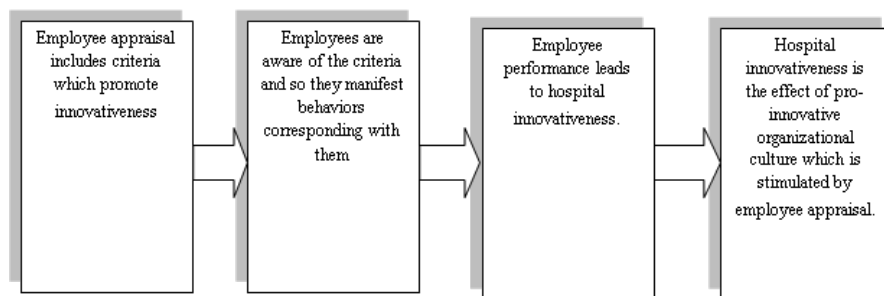 Employee appraisal
includes criteria
which promote
innovativeness
Employees are
aware of the criteria
and so they manifest
behaviors
corresponding with
them
Employee
performance leads
to hospital
innovativeness.
Hospital
innovativeness is
the effect of pro-
innovative
organizational
culture which is
stimulated by
employee appraisal.